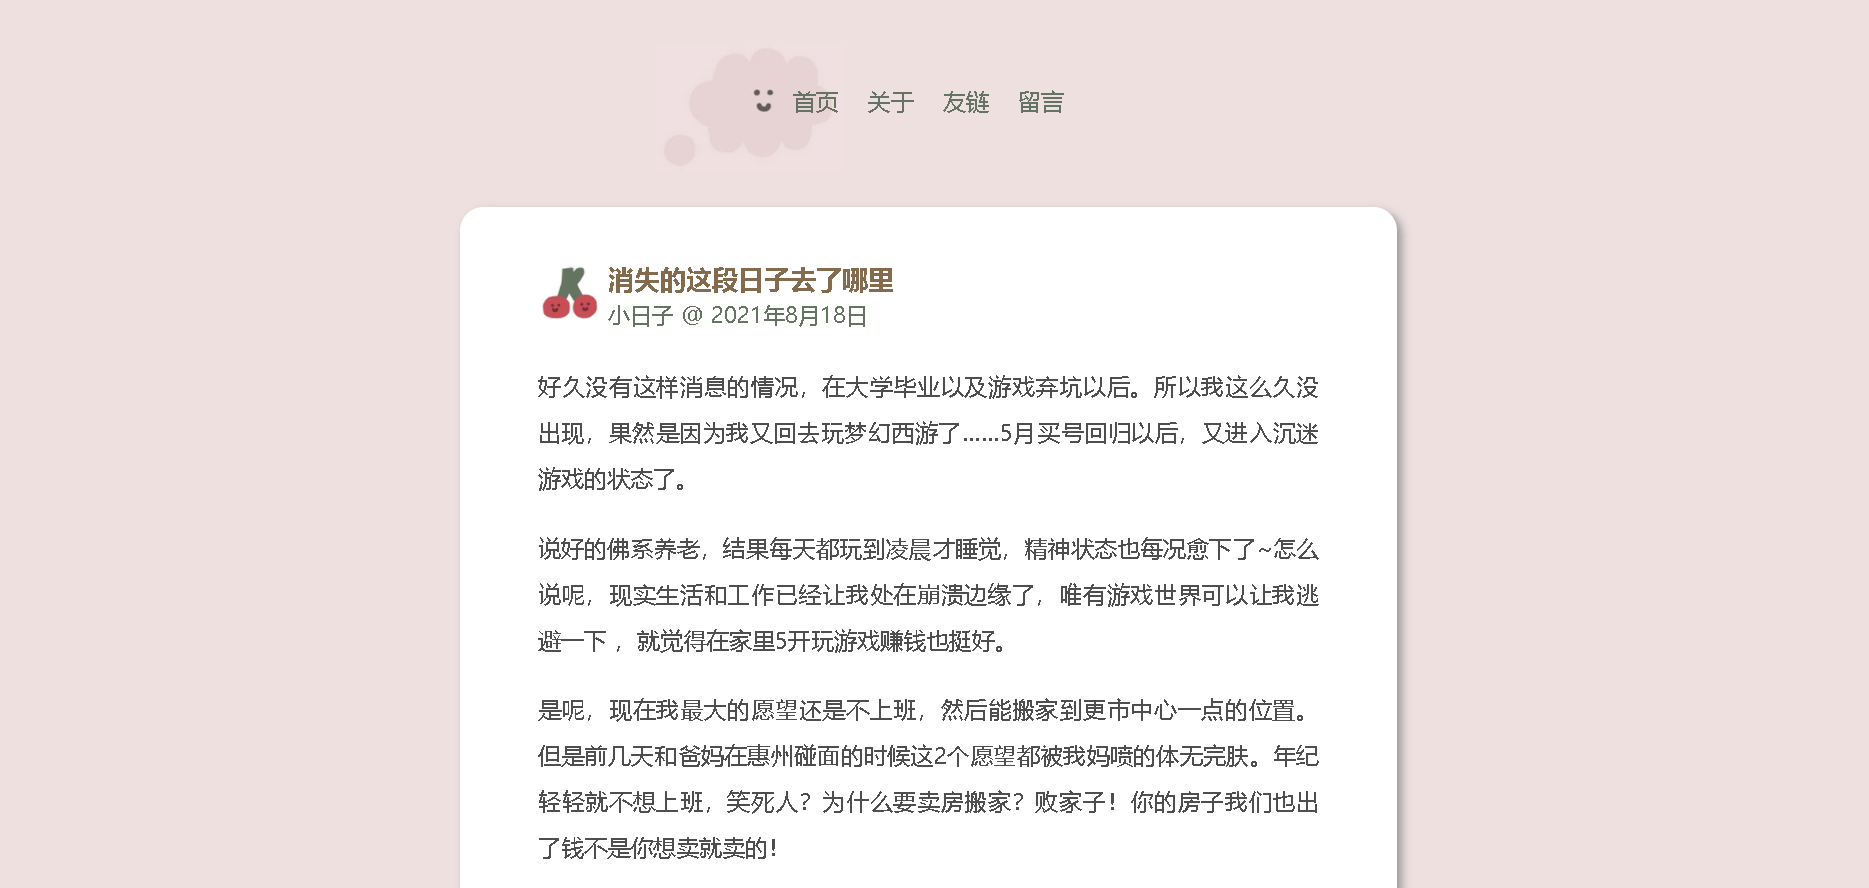 首页 关于 友链 留言
消失的这段日子去了哪里
小日子 @ 2021年8月18日
好久没有这样消息的情况，在大学毕业以及游戏弃坑以后。所以我这么久没
出现，果然是因为我又回去玩梦幻西游了……5月买号回归以后，又进入沉迷
游戏的状态了。
说好的佛系养老，结果每天都玩到凌晨才睡觉，精神状态也每况愈下了~怎么
说呢，现实生活和工作已经让我处在崩溃边缘了，唯有游戏世界可以让我逃
避一下 ，就觉得在家里5开玩游戏赚钱也挺好。
是呢，现在我最大的愿望还是不上班，然后能搬家到更市中心一点的位置。
但是前几天和爸妈在惠州碰面的时候这2个愿望都被我妈喷的体无完肤。年纪
轻轻就不想上班，笑死人？为什么要卖房搬家？败家子！你的房子我们也出
了钱不是你想卖就卖的！